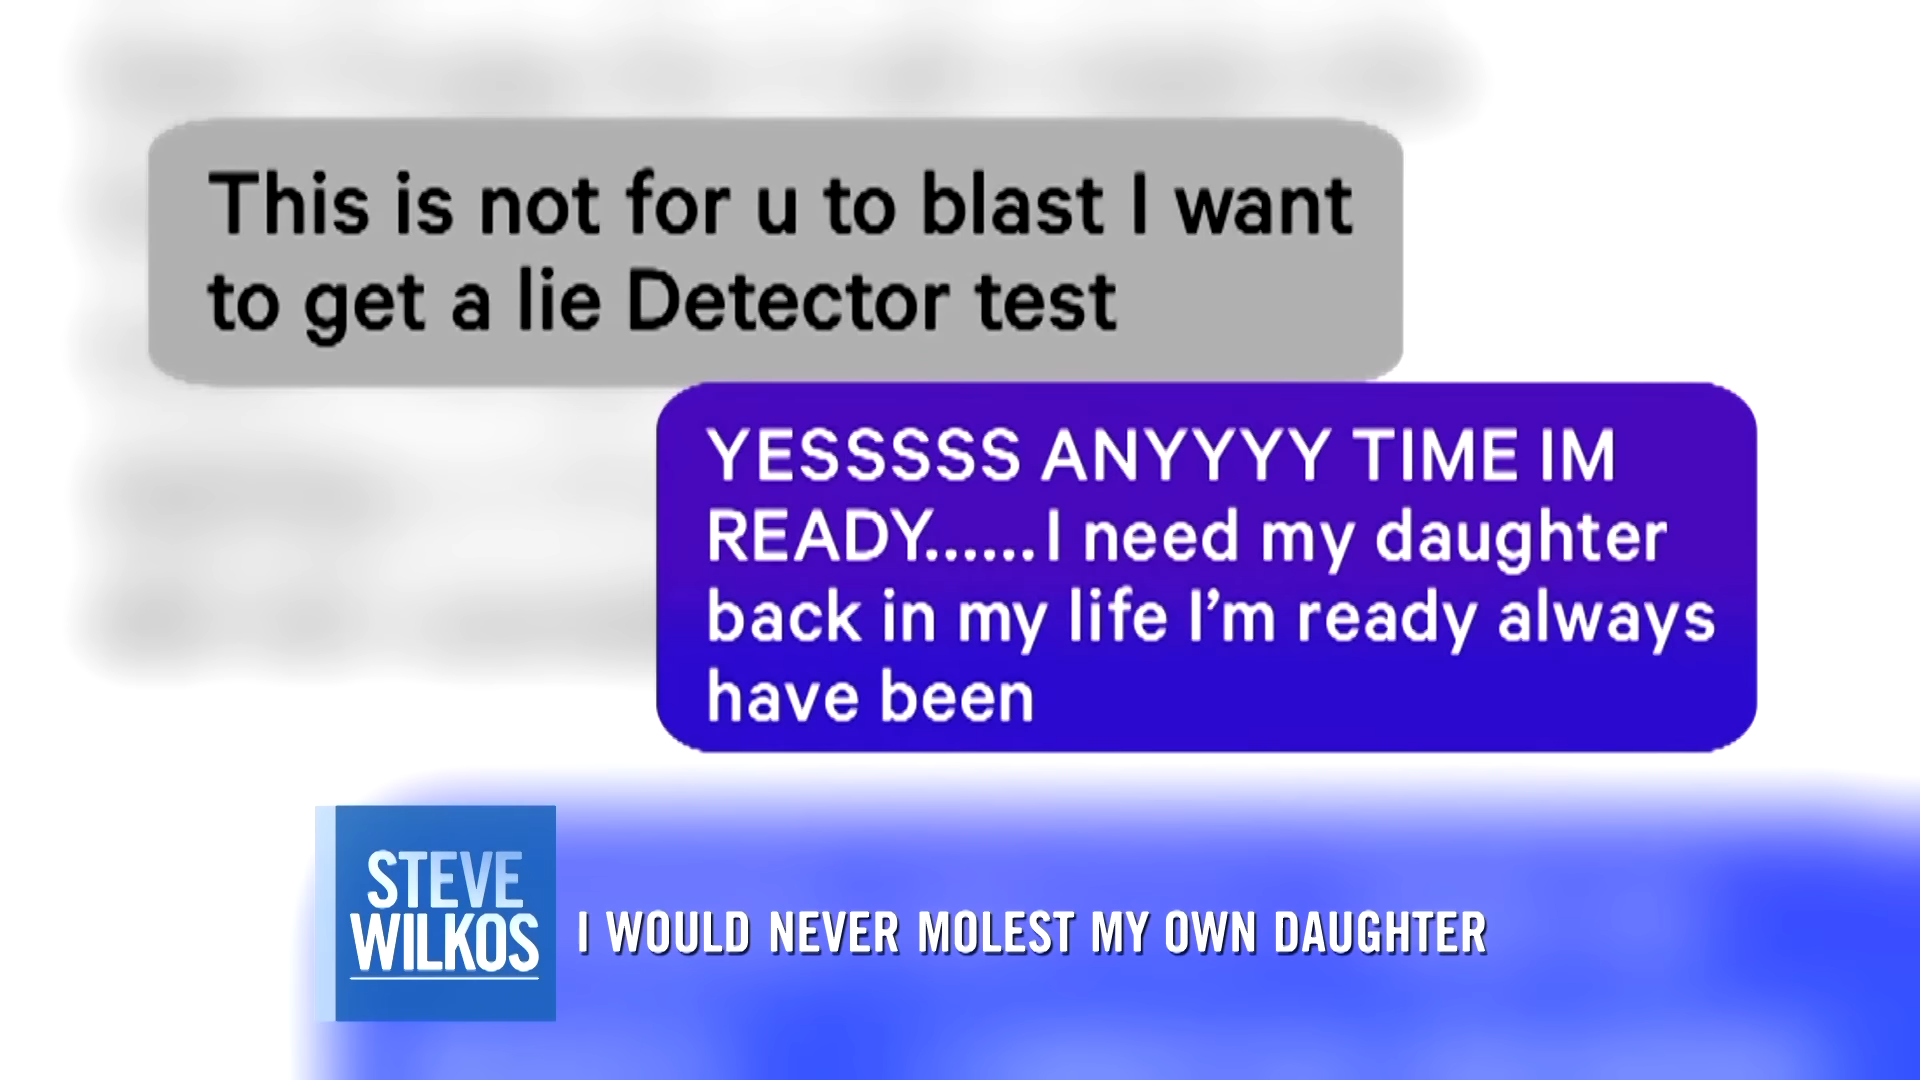 This is not for u to blast I want
to get a lie Detector test
YESSSSS ANYYYY TIME IM
READY......I need my daughter
back in my life I'm ready always
have been
STEVE
WILKOS
I WOULD NEVER MOLEST MY OWN DAUGHTER